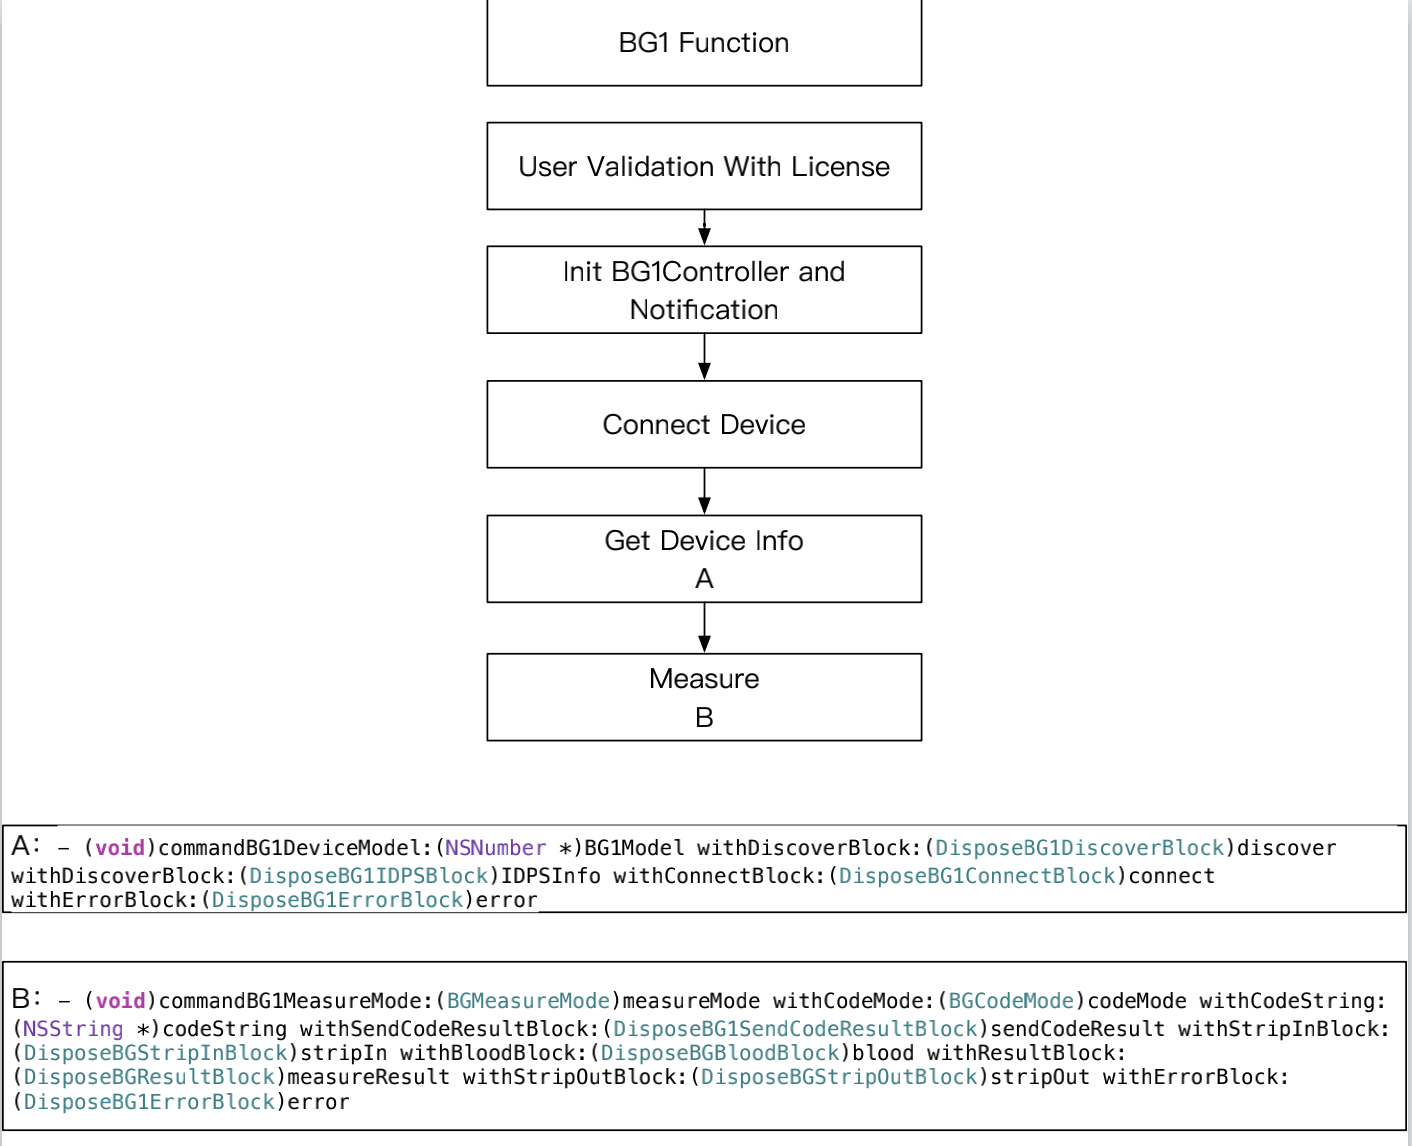 BG1 Function
User Validation With License
Init BG1Controller and
Notification
Connect Device
Get Device Info
A
Measure
B
A: – (void)commandBG1DeviceModel:(NSNumber *)BG1Model withDiscoverBlock:(DisposeBG1DiscoverBlock)discover
withDiscoverBlock:(DisposeBG1IDPSBlock)IDPSInfo withConnectBlock:(DisposeBG1ConnectBlock)connect
withErrorBlock:(DisposeBG1ErrorBlock)error
B: – (void)commandBG1MeasureMode:(BGMeasureMode)measureMode withCodeMode:(BGCodeMode)codeMode withCodeString:
(NSString *)codeString withSendCodeResultBlock:(DisposeBG1SendCodeResultBlock)sendCodeResult withStripInBlock:
(DisposeBGStripInBlock)stripIn withBloodBlock:(DisposeBGBloodBlock)blood withResultBlock:
(DisposeBGResultBlock)measureResult withStripOutBlock:(DisposeBGStripOutBlock)stripOut withErrorBlock:
(DisposeBG1ErrorBlock)error